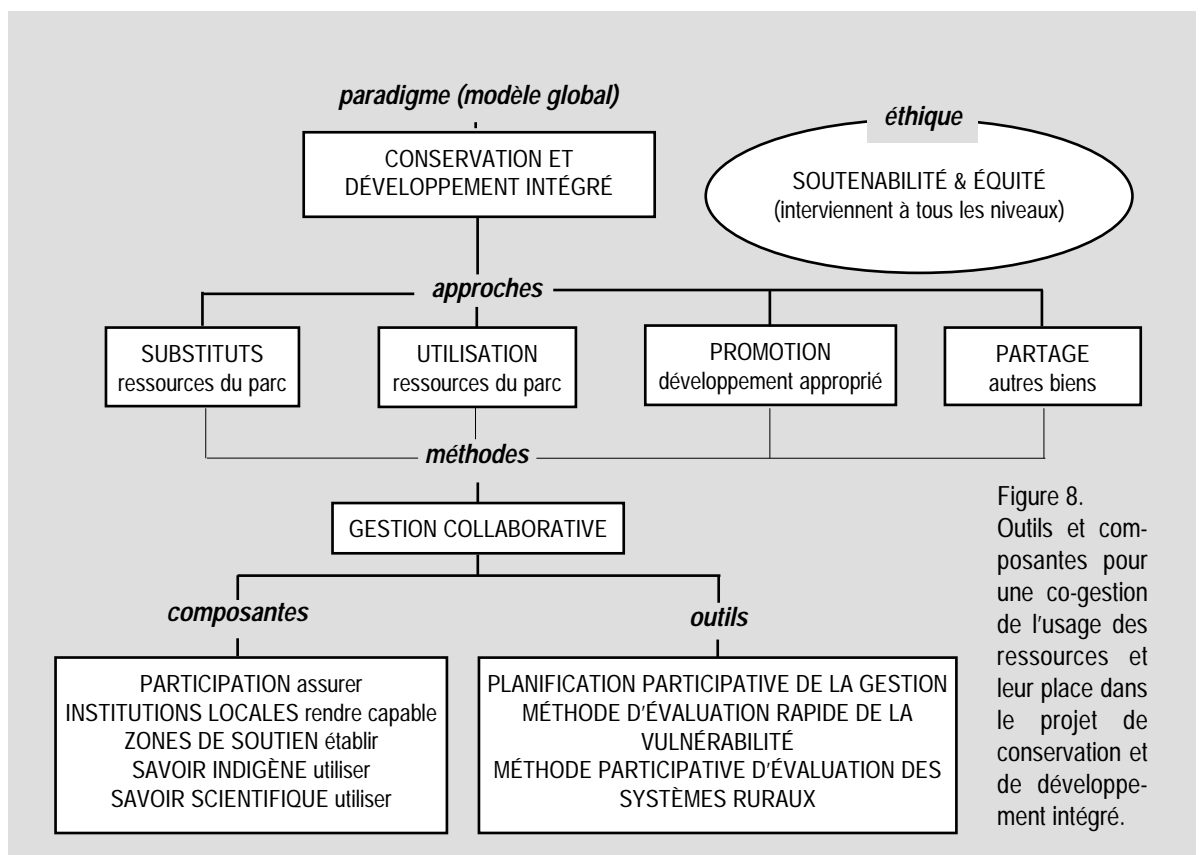 paradigme (modèle global)
CONSERVATION ET
DÉVELOPPEMENT INTÉGRÉ
éthique
SOUTENABILITÉ & ÉQUITÉ
(interviennent à tous les niveaux)
approches
SUBSTITUTS
ressources du parc
UTILISATION
ressources du parc
PROMOTION
développement approprié
PARTAGE
autres biens
méthodes
GESTION COLLABORATIVE
composantes
PARTICIPATION assurer
INSTITUTIONS LOCALES rendre capable
ZONES DE SOUTIEN établir
SAVOIR INDIGÈNE utiliser
SAVOIR SCIENTIFIQUE utiliser
outils
PLANIFICATION PARTICIPATIVE DE LA GESTION
MÉTHODE D'ÉVALUATION RAPIDE DE LA
VULNÉRABILITÉ
MÉTHODE PARTICIPATIVE D'ÉVALUATION DES
SYSTÈMES RURAUX
Figure 8.
Outils et com-
posantes pour
une co-gestion
de l'usage des
ressources et
leur place dans
le projet de
conservation et
de développe-
ment intégré.